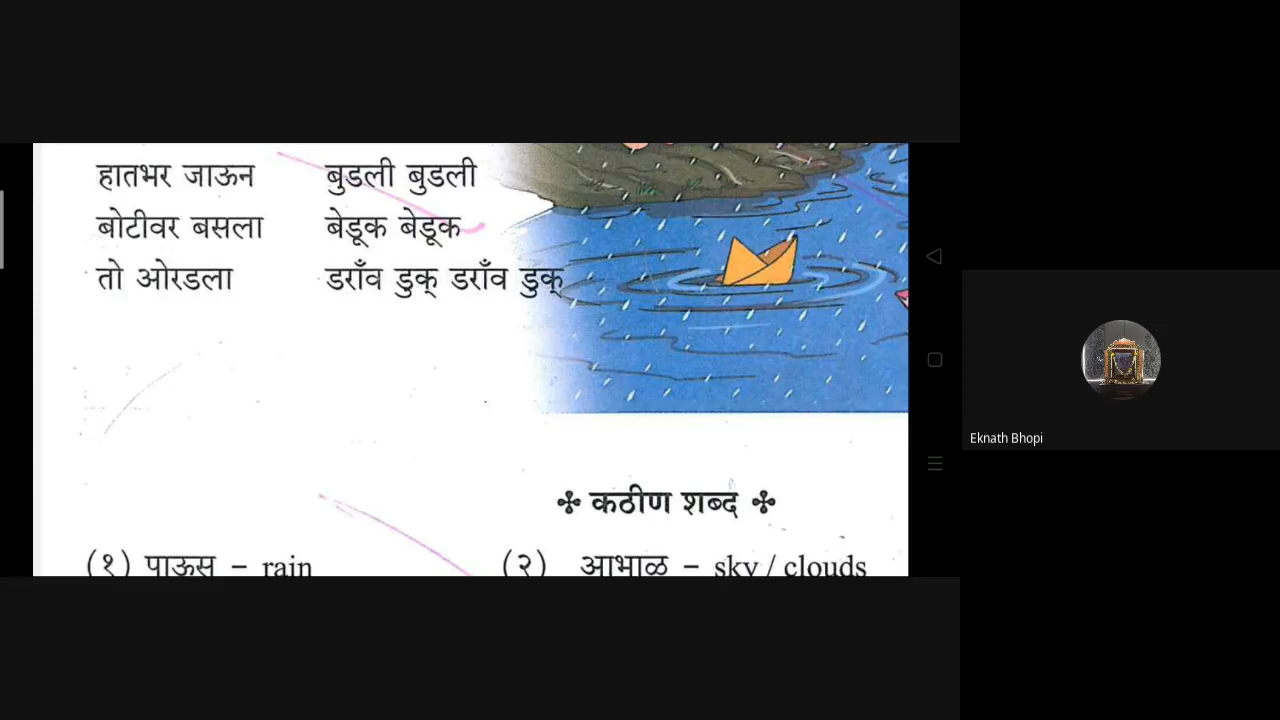 हातभर जाऊन बुडली बुडली
बोटीवर बसला बेडूक बेडूक
तो ओरडला डराँव डुक् डराँव डुक्
✣ कठीण शब्द ✣
(१) पाऊस – rain (२) आभाळ – sky / clouds
Eknath Bhopi